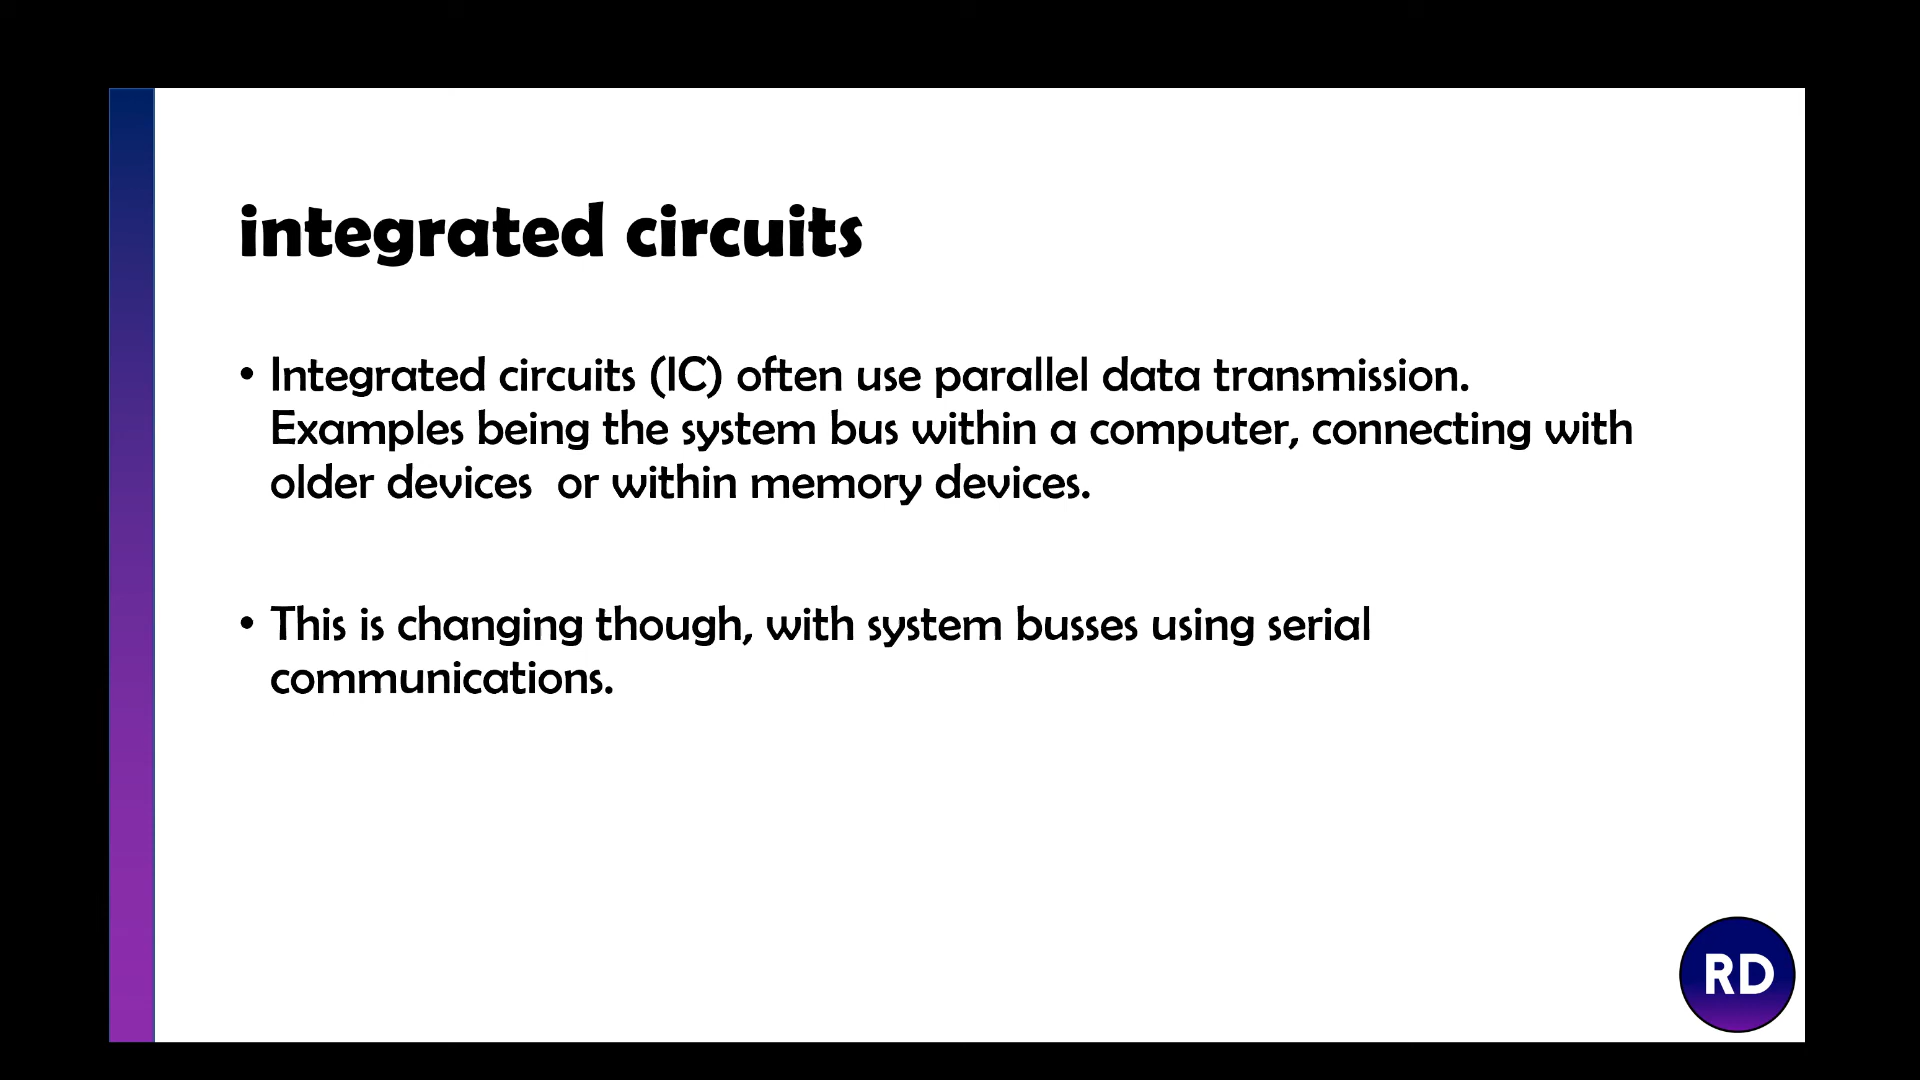 integrated circuits
• Integrated circuits (IC) often use parallel data transmission.
Examples being the system bus within a computer, connecting with
older devices  or within memory devices.
• This is changing though, with system busses using serial
communications.
RD